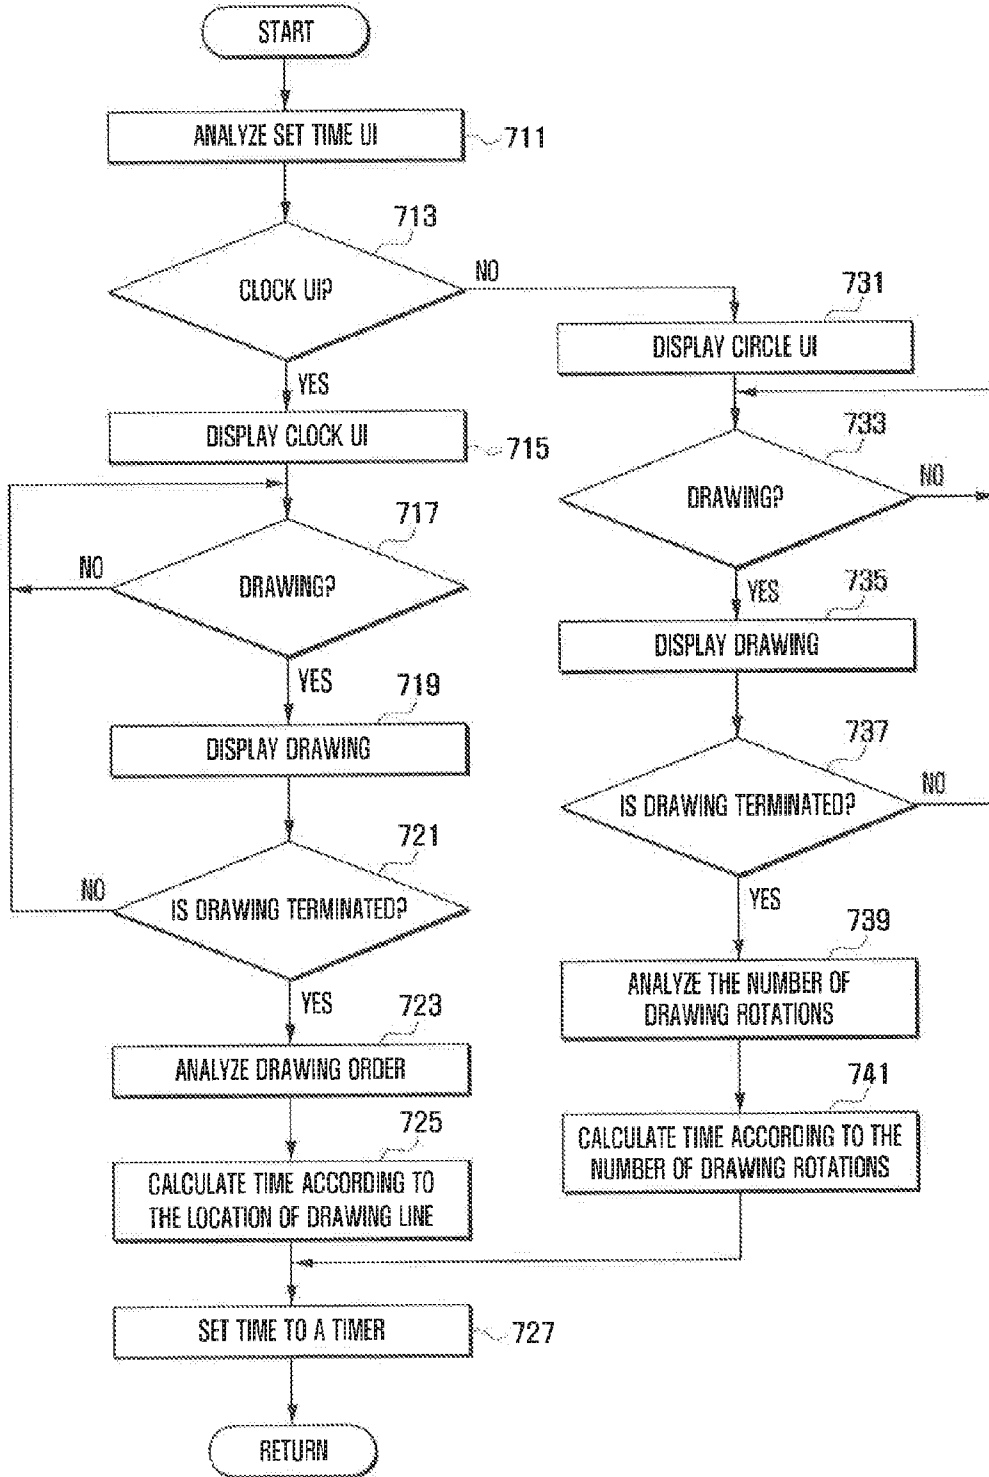 START
ANALYZE SET TIME UI
711
713
CLOCK UI?
NO
YES
DISPLAY CLOCK UI
715
717
NO
DRAWING?
YES
719
DISPLAY DRAWING
721
NO
IS DRAWING TERMINATED?
YES
723
ANALYZE DRAWING ORDER
725
CALCULATE TIME ACCORDING TO
THE LOCATION OF DRAWING LINE
731
DISPLAY CIRCLE UI
733
DRAWING?
NO
YES
735
DISPLAY DRAWING
737
IS DRAWING TERMINATED?
NO
YES
739
ANALYZE THE NUMBER OF
DRAWING ROTATIONS
741
CALCULATE TIME ACCORDING TO THE
NUMBER OF DRAWING ROTATIONS
SET TIME TO A TIMER
727
RETURN